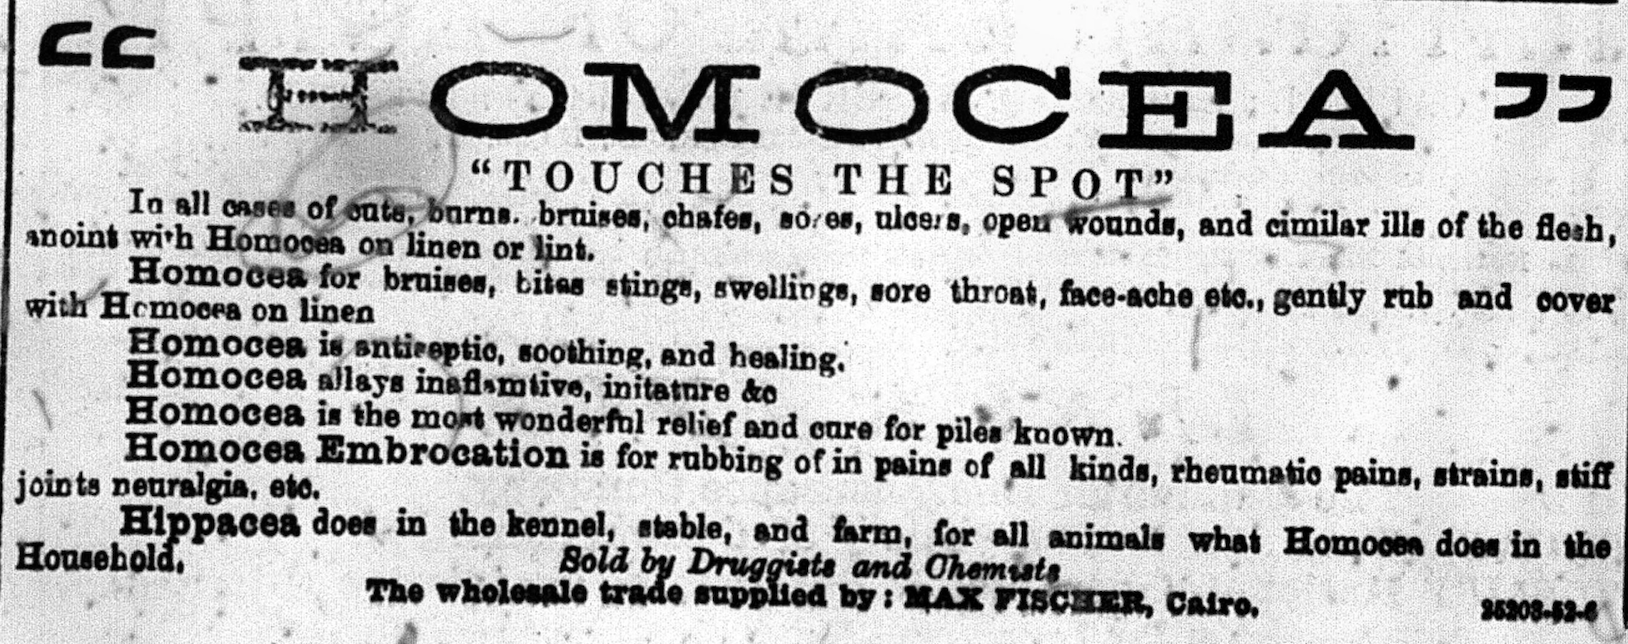 “ HOMOCEA ”
“TOUCHES THE SPOT”
In all cases of cuts, burns. bruises, chafes, sores, ulcers, open wounds, and cimilar ills of the flesh,
anoint with Homocea on linen or lint.
Homocea for bruises, bites stings, swellings, sore throat, face-ache etc., gently rub and cover
with Homocea on linen
Homocea is antiseptic, soothing, and healing.
Homocea allays inaflamtive, initature &c
Homocea is the most wonderful relief and cure for piles known.
Homocea Embrocation is for rubbing of in pains of all kinds, rheumatic pains, strains, stiff
joints neuralgia, etc.
Hippacea does in the kennel, stable, and farm, for all animals what Homocea does in the
Household.
Sold by Druggists and Chemists
The wholesale trade supplied by: MAX FISCHER, Cairo.
25203-52-6